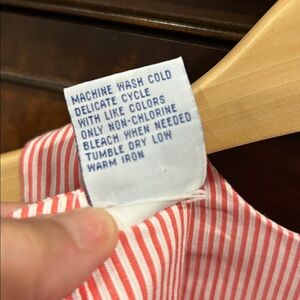 MACHINE WASH COLD
DELICATE CYCLE
WITH LIKE COLORS
ONLY NON-CHLORINE
BLEACH WHEN NEEDED
TUMBLE DRY LOW
WARM IRON